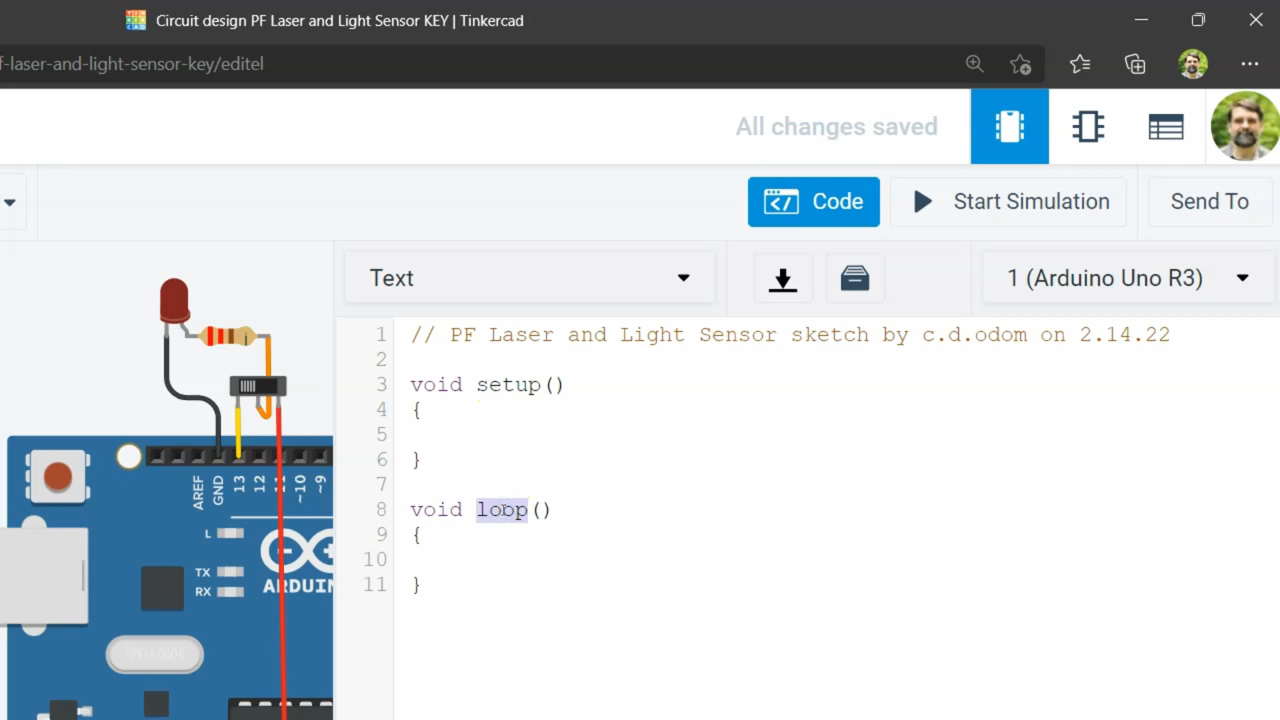 Circuit design PF Laser and Light Sensor KEY | Tinkercad
f-laser-and-light-sensor-key/editel
All changes saved
Code
Start Simulation
Send To
Text
1 (Arduino Uno R3)
1 // PF Laser and Light Sensor sketch by c.d.odom on 2.14.22
2
3 void setup()
4 {
5
6 }
7
8 void loop()
9 {
10
11 }
AREF
GND
13
12
11
~10
~9
L
TX
RX
ARDUIN